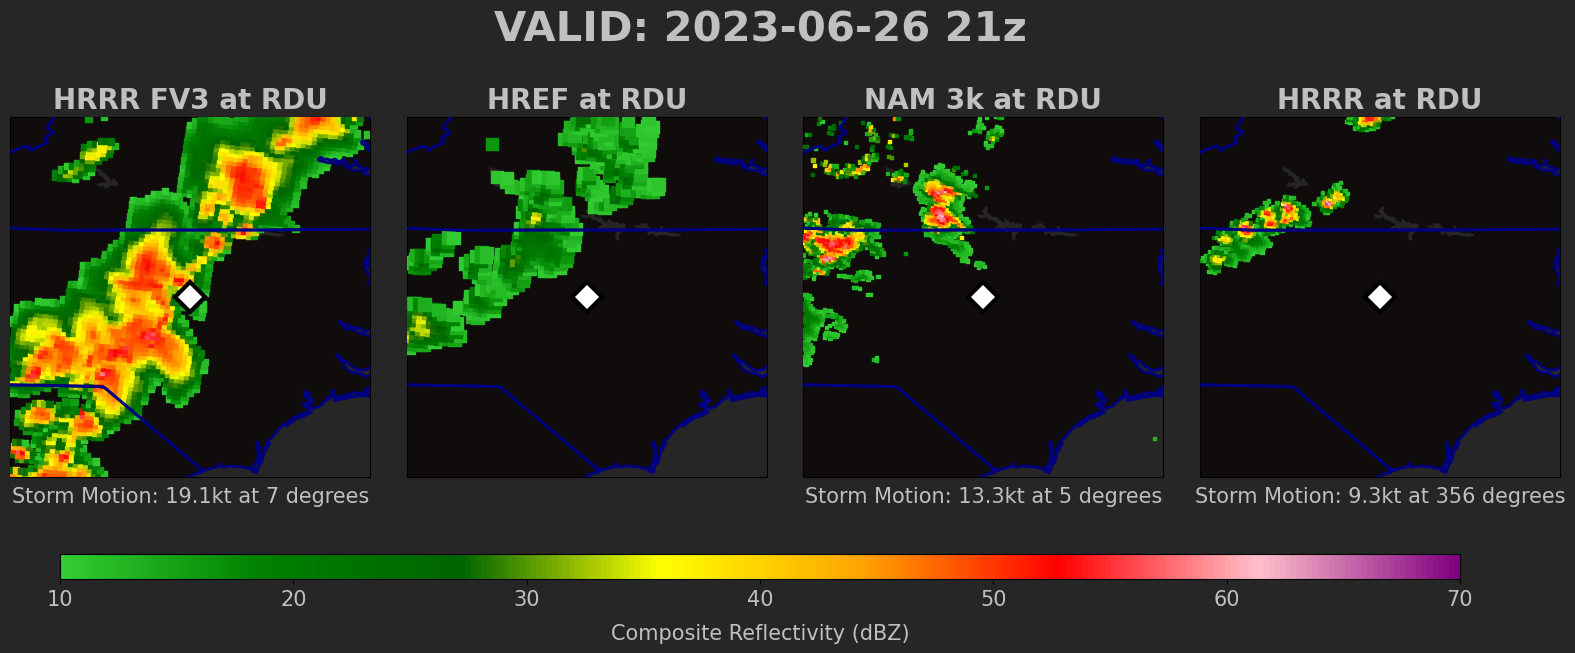 VALID: 2023-06-26 21z
HRRR FV3 at RDU
HREF at RDU
NAM 3k at RDU
HRRR at RDU
Storm Motion: 19.1kt at 7 degrees
Storm Motion: 13.3kt at 5 degrees
Storm Motion: 9.3kt at 356 degrees
10 20 30 40 50 60 70
Composite Reflectivity (dBZ)